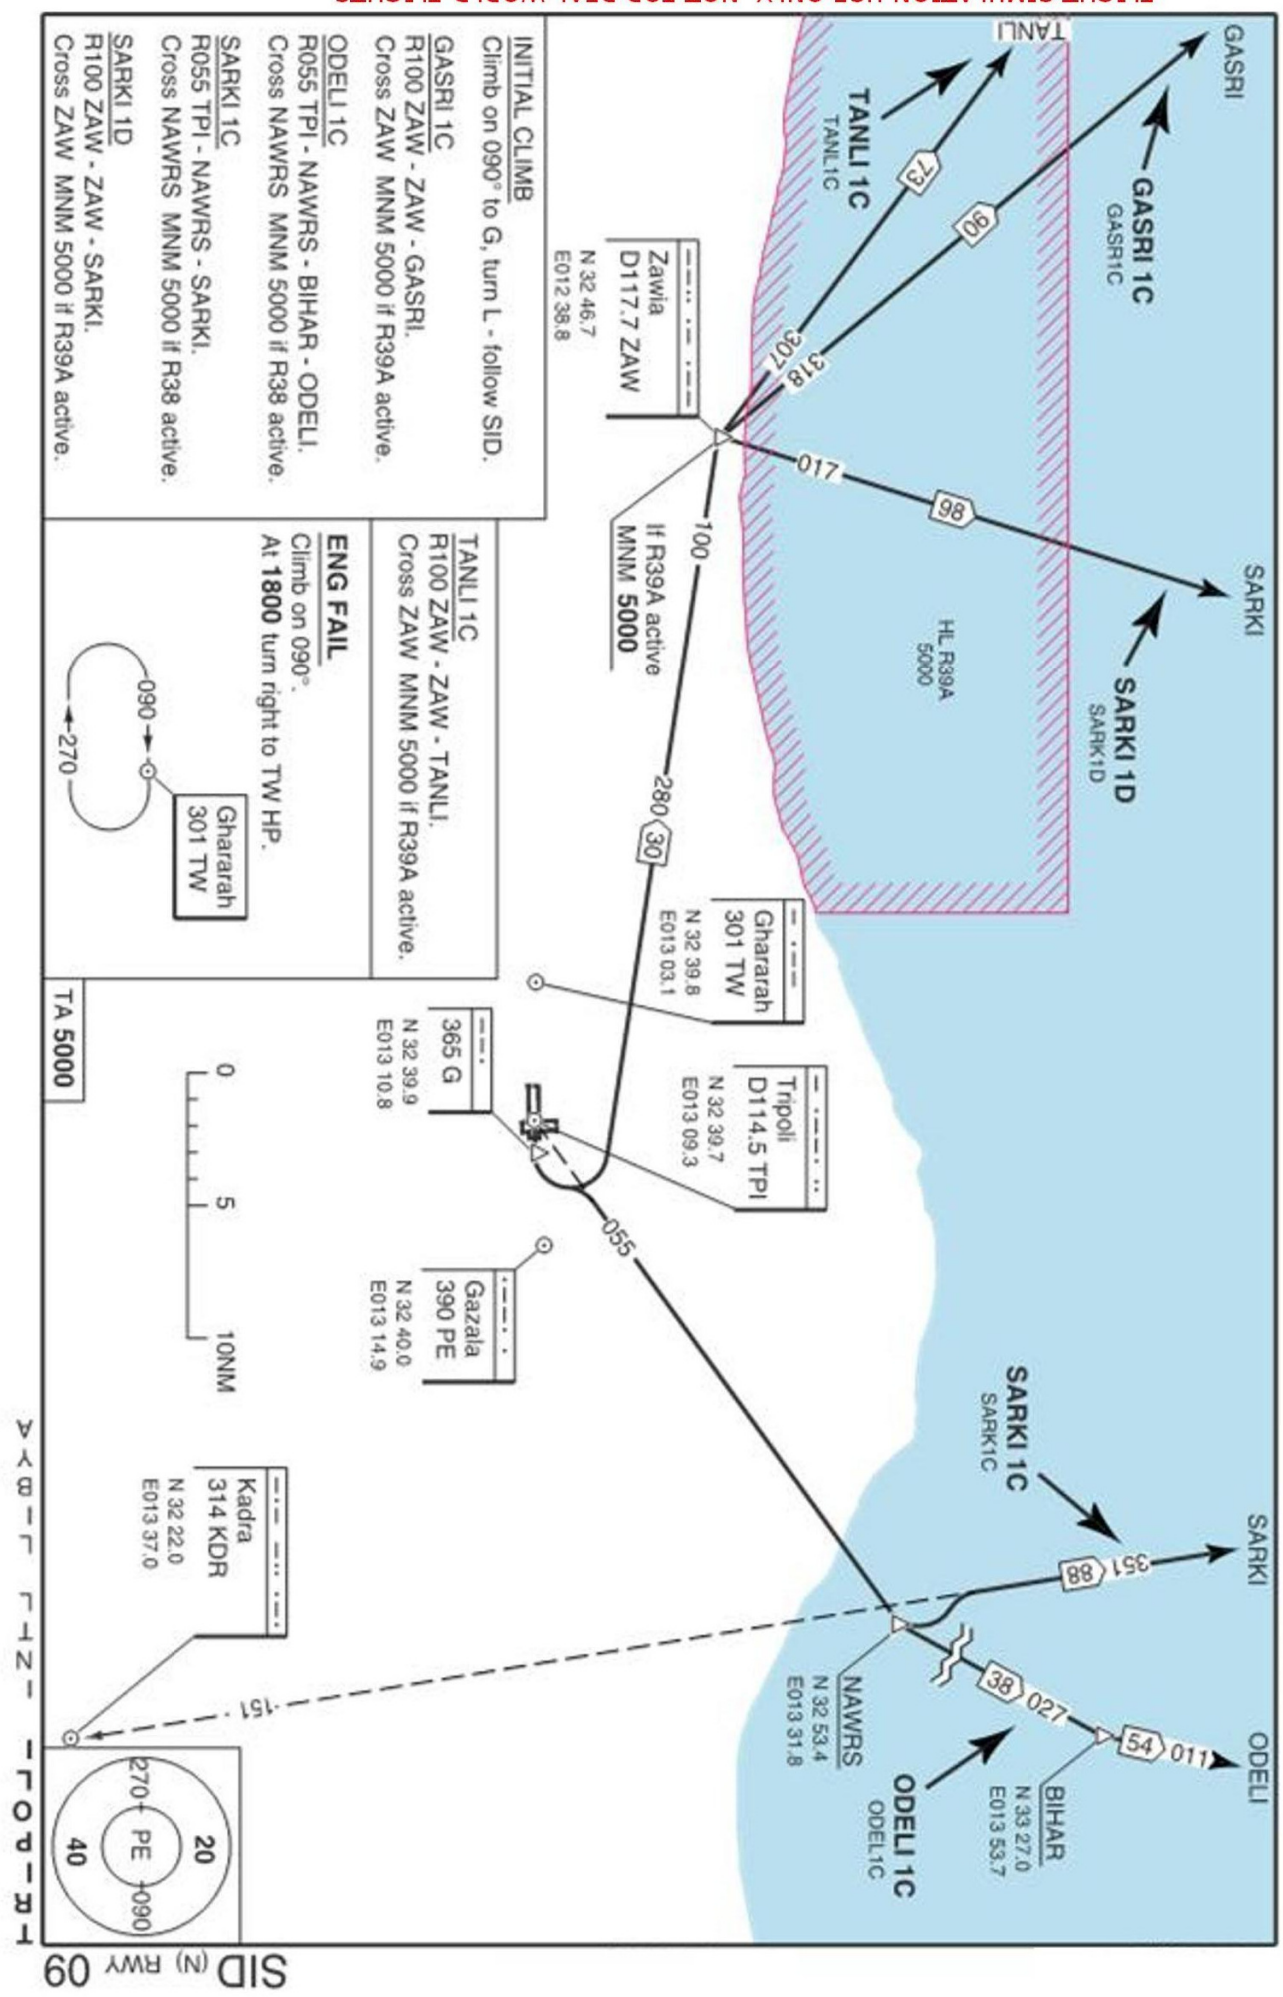 SID (N) RWY 09
TRIPOLI INTL LIBYA
GASRI
SARKI
SARKI
ODELI
TANLI
GASRI 1C
GASR1C
TANLI 1C
TANL1C
SARKI 1D
SARK1D
SARKI 1C
SARK1C
ODELI 1C
ODEL1C
HL R39A
5000
73
90
98
307
318
017
88
351
38
027
54
011
BIHAR
N 33 27.0
E013 53.7
NAWRS
N 32 53.4
E013 31.8
Zawia
D117.7 ZAW
N 32 46.7
E012 38.8
If R39A active
MNM 5000
100
280
30
Ghararah
301 TW
N 32 39.8
E013 03.1
Tripoli
D114.5 TPI
N 32 39.7
E013 09.3
055
365 G
N 32 39.9
E013 10.8
Gazala
390 PE
N 32 40.0
E013 14.9
Kadra
314 KDR
N 32 22.0
E013 37.0
151
INITIAL CLIMB
Climb on 090° to G, turn L - follow SID.
GASRI 1C
R100 ZAW - ZAW - GASRI.
Cross ZAW MNM 5000 if R39A active.
ODELI 1C
R055 TPI - NAWRS - BIHAR - ODELI.
Cross NAWRS MNM 5000 if R38 active.
SARKI 1C
R055 TPI - NAWRS - SARKI.
Cross NAWRS MNM 5000 if R38 active.
SARKI 1D
R100 ZAW - ZAW - SARKI.
Cross ZAW MNM 5000 if R39A active.
TANLI 1C
R100 ZAW - ZAW - TANLI.
Cross ZAW MNM 5000 if R39A active.
ENG FAIL
Climb on 090°.
At 1800 turn right to TW HP.
Ghararah
301 TW
090
270
TA 5000
0
5
10NM
20
270
PE
090
40